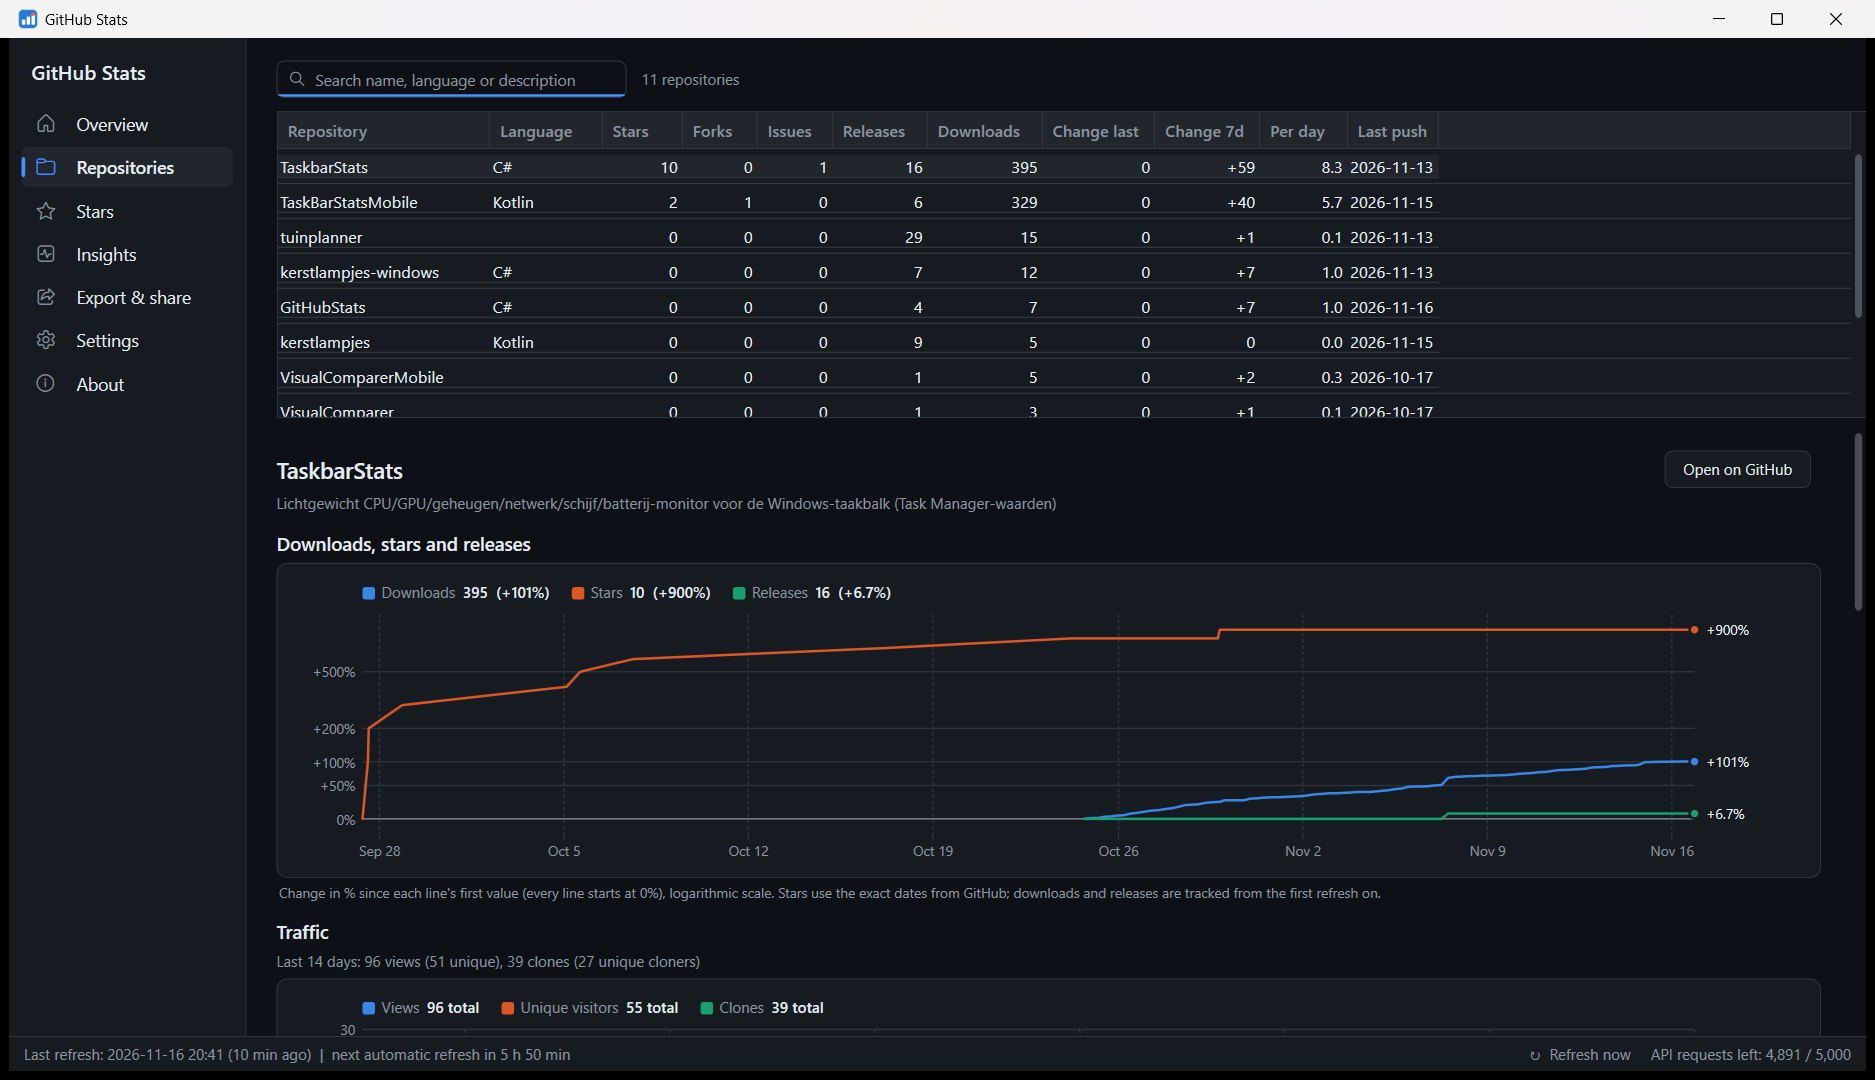 GitHub Stats
GitHub Stats
Overview
Repositories
Stars
Insights
Export & share
Settings
About
Search name, language or description
11 repositories
Repository Language Stars Forks Issues Releases Downloads Change last Change 7d Per day Last push
TaskbarStats C# 10 0 1 16 395 0 +59 8.3 2026-11-13
TaskBarStatsMobile Kotlin 2 1 0 6 329 0 +40 5.7 2026-11-15
tuinplanner 0 0 0 29 15 0 +1 0.1 2026-11-13
kerstlampjes-windows C# 0 0 0 7 12 0 +7 1.0 2026-11-13
GitHubStats C# 0 0 0 4 7 0 +7 1.0 2026-11-16
kerstlampjes Kotlin 0 0 0 9 5 0 0 0.0 2026-11-15
VisualComparerMobile 0 0 0 1 5 0 +2 0.3 2026-10-17
VisualComparer 0 0 0 1 3 0 +1 0.1 2026-10-17
TaskbarStats
Open on GitHub
Lichtgewicht CPU/GPU/geheugen/netwerk/schijf/batterij-monitor voor de Windows-taakbalk (Task Manager-waarden)
Downloads, stars and releases
Downloads 395 (+101%) Stars 10 (+900%) Releases 16 (+6.7%)
+900%
+500%
+200%
+100%
+101%
+50%
+6.7%
0%
Sep 28 Oct 5 Oct 12 Oct 19 Oct 26 Nov 2 Nov 9 Nov 16
Change in % since each line's first value (every line starts at 0%), logarithmic scale. Stars use the exact dates from GitHub; downloads and releases are tracked from the first refresh on.
Traffic
Last 14 days: 96 views (51 unique), 39 clones (27 unique cloners)
Views 96 total Unique visitors 55 total Clones 39 total
30
Last refresh: 2026-11-16 20:41 (10 min ago) | next automatic refresh in 5 h 50 min
Refresh now
API requests left: 4,891 / 5,000